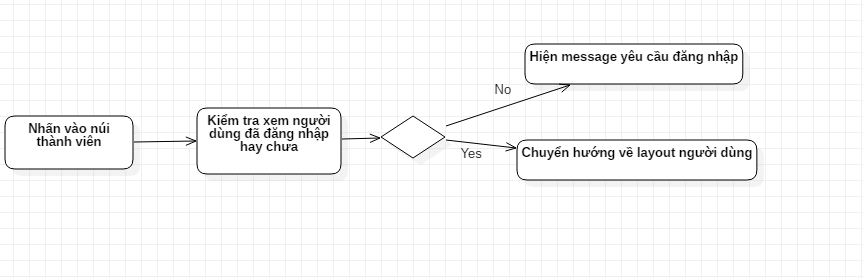 Nhấn vào núi
thành viên
Kiểm tra xem người
dùng đã đăng nhập
hay chưa
No
Yes
Hiện message yêu cầu đăng nhập
Chuyển hướng về layout người dùng